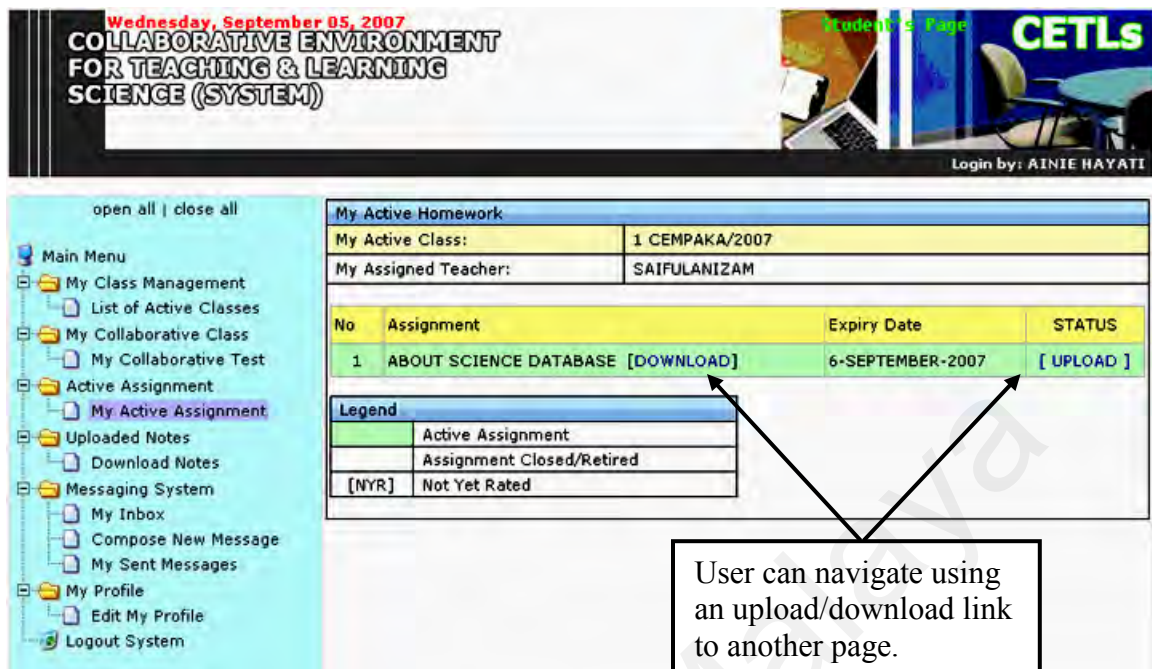 Wednesday, September 05, 2007
COLLABORATIVE ENVIRONMENT
FOR TEACHING & LEARNING
SCIENCE (SYSTEM)
Student's Page
CETLs
Login by: AINIE HAYATI
open all | close all
Main Menu
My Class Management
List of Active Classes
My Collaborative Class
My Collaborative Test
Active Assignment
My Active Assignment
Uploaded Notes
Download Notes
Messaging System
My Inbox
Compose New Message
My Sent Messages
My Profile
Edit My Profile
Logout System
My Active Homework
My Active Class: 1 CEMPAKA/2007
My Assigned Teacher: SAIFULANIZAM
No Assignment Expiry Date STATUS
1 ABOUT SCIENCE DATABASE [DOWNLOAD] 6-SEPTEMBER-2007 [ UPLOAD ]
Legend
Active Assignment
Assignment Closed/Retired
[NYR] Not Yet Rated
User can navigate using
an upload/download link
to another page.